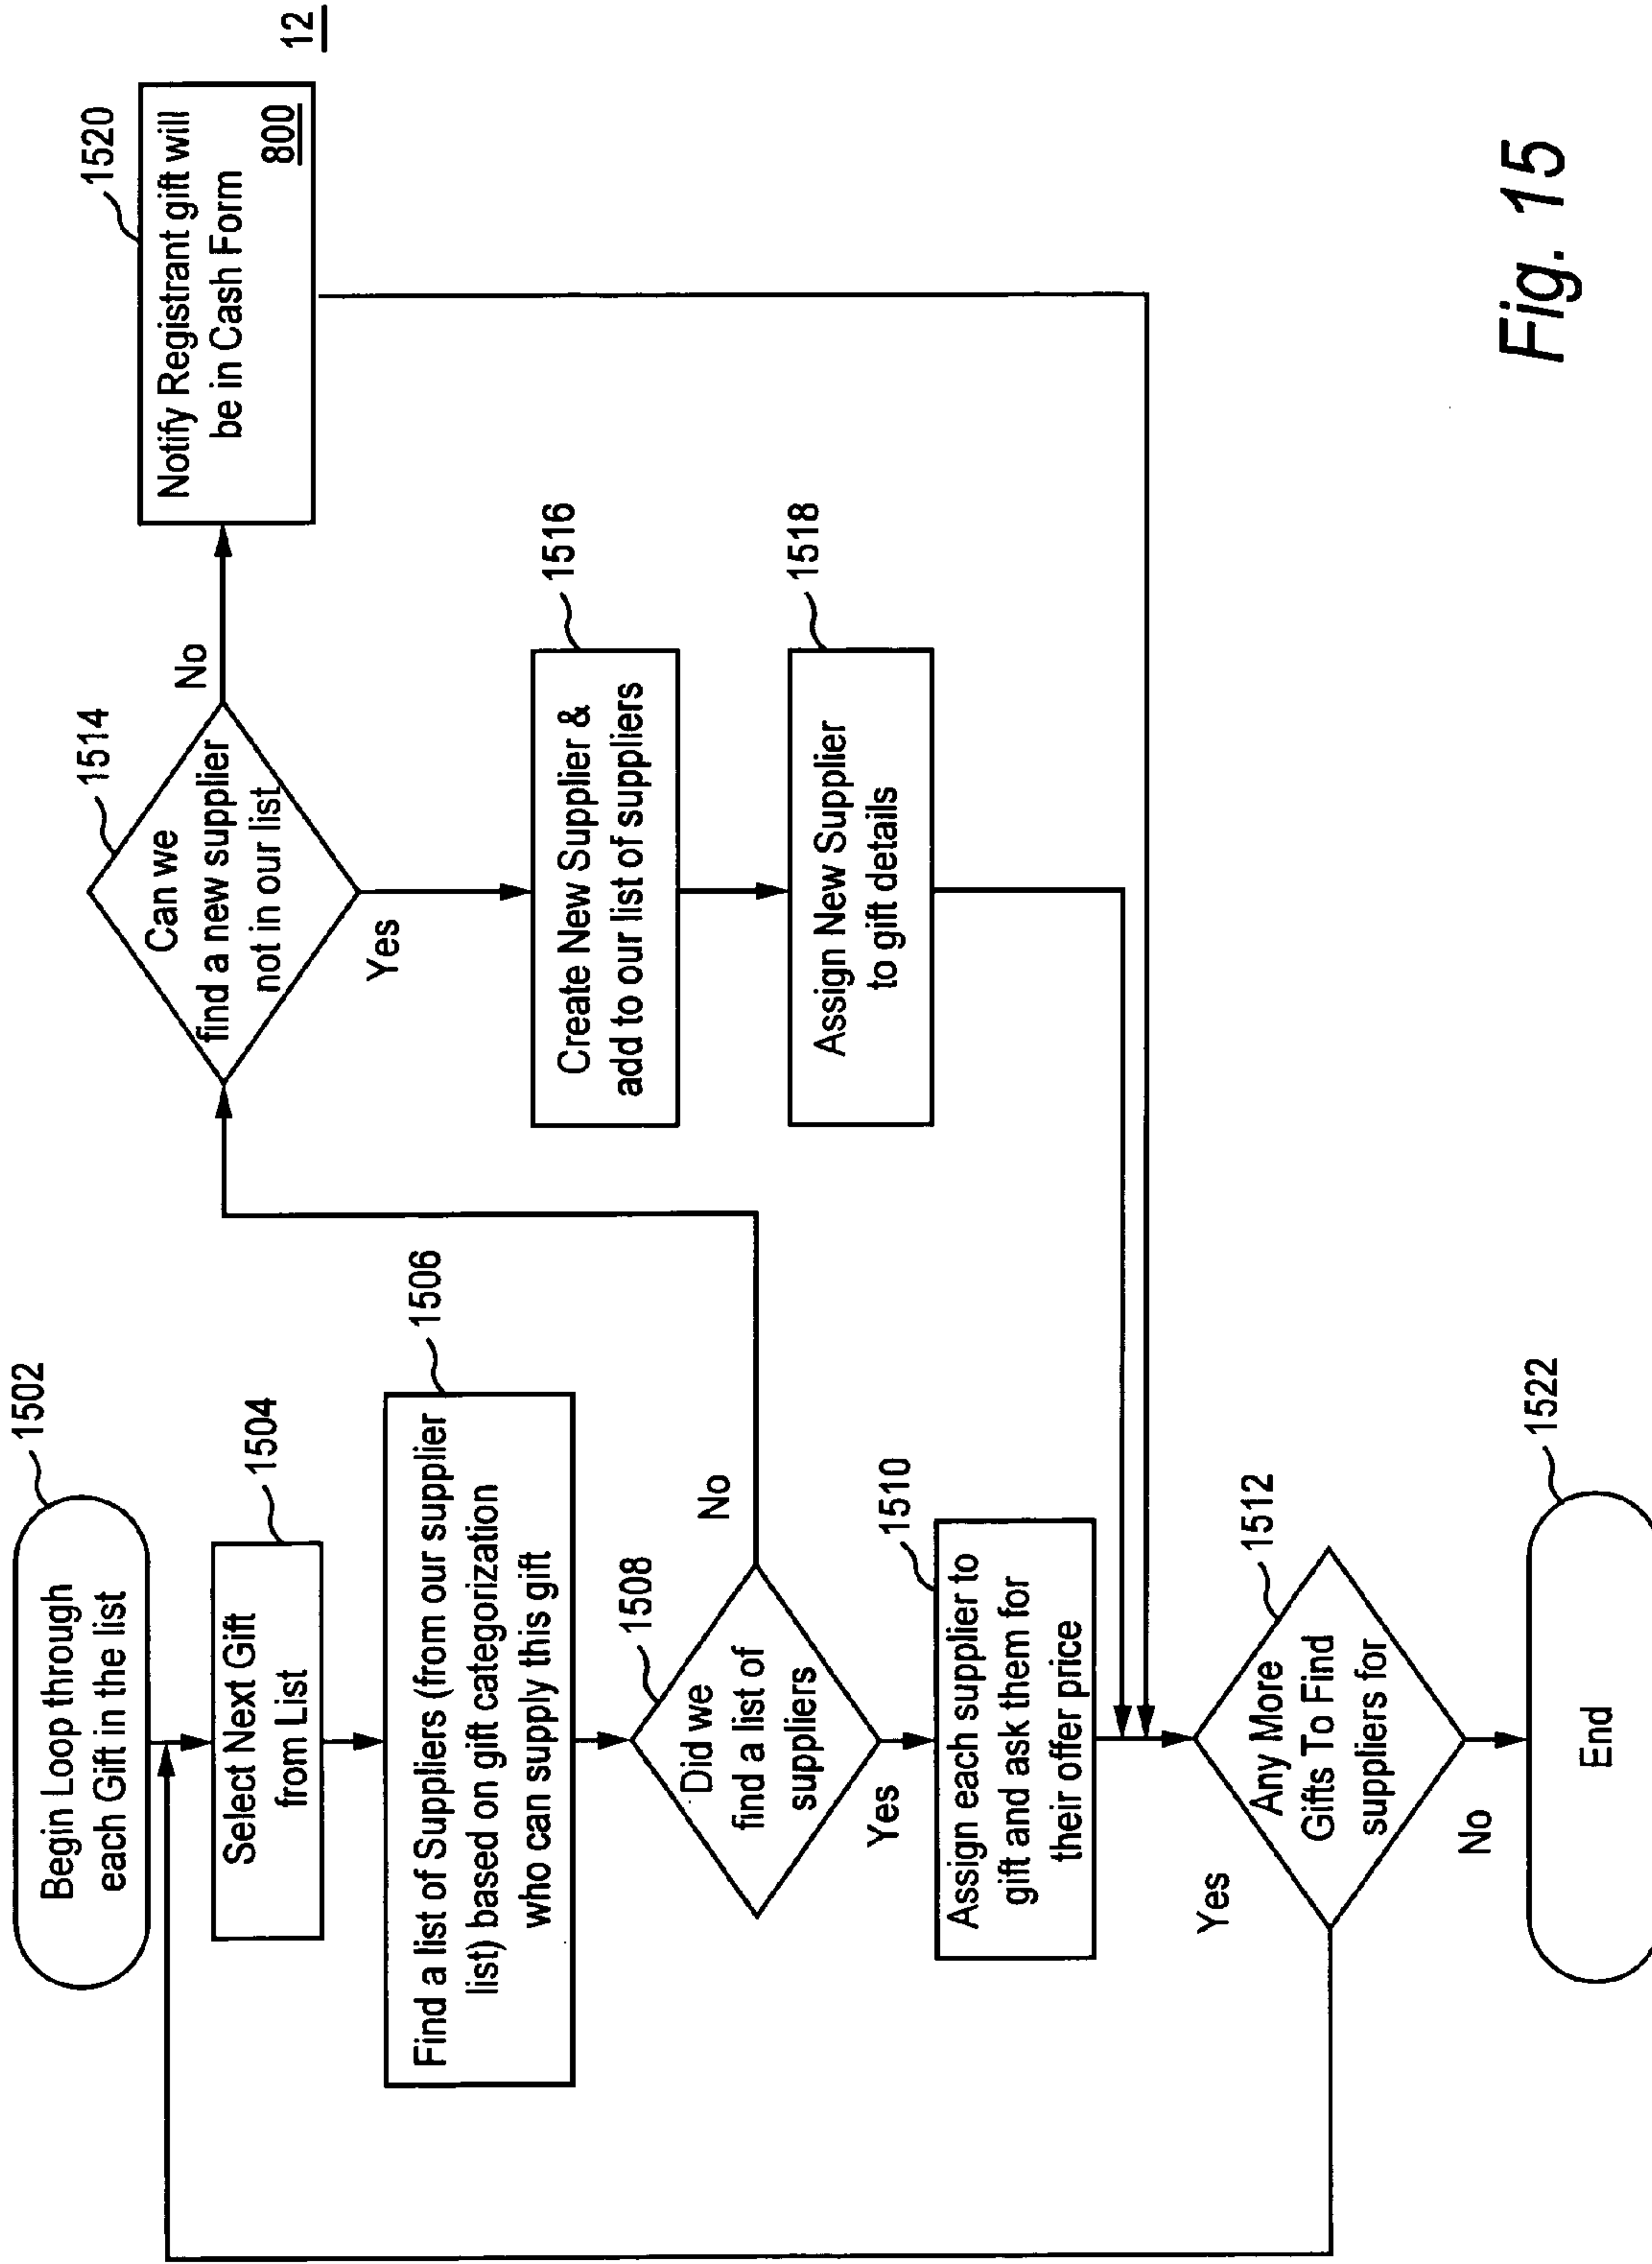 1502
Begin Loop through
each Gift in the list
1504
Select Next Gift
from List
1506
Find a list of Suppliers (from our supplier
list) based on gift categorization
who can supply this gift
1508
Did we
find a list of
suppliers
No
Yes
1510
Assign each supplier to
gift and ask them for
their offer price
1512
Any More
Gifts To Find
suppliers for
Yes
No
1522
End
1514
Can we
find a new supplier
not in our list
No
Yes
1516
Create New Supplier &
add to our list of suppliers
1518
Assign New Supplier
to gift details
1520
Notify Registrant gift will
be in Cash Form
800
12
Fig. 15